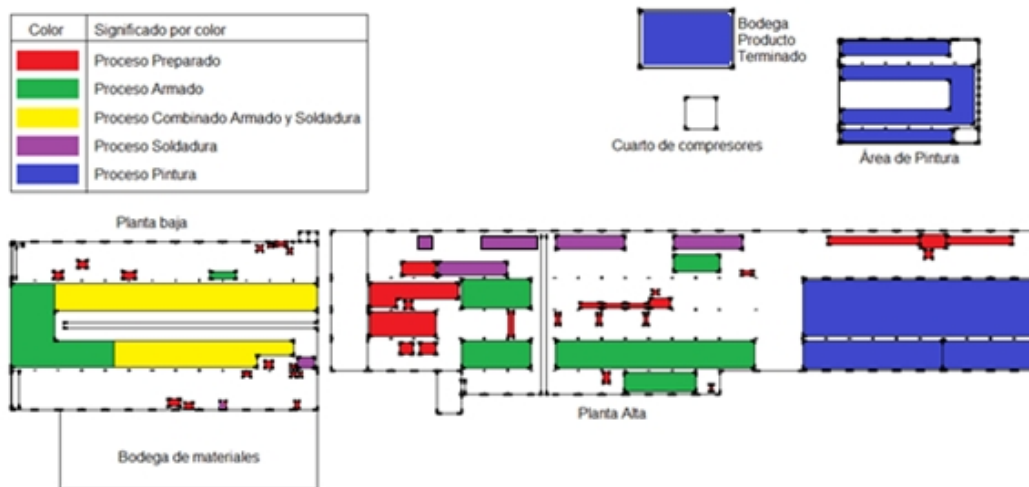 Color Significado por color
Proceso Preparado
Proceso Armado
Proceso Combinado Armado y Soldadura
Proceso Soldadura
Proceso Pintura
Bodega
Producto
Terminado
Cuarto de compresores
Área de Pintura
Planta baja
Planta Alta
Bodega de materiales